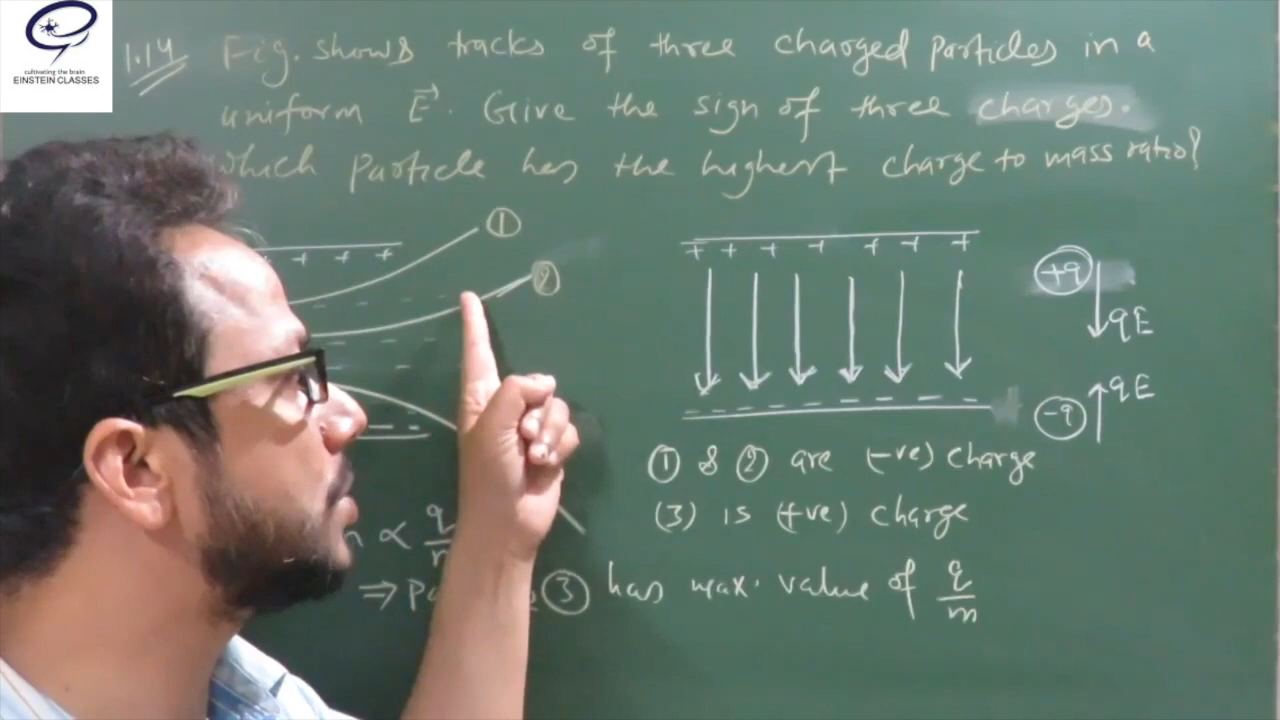 cultivating the brain
EINSTEIN CLASSES
1.14 Fig. shows tracks of three charged particles in a
uniform E⃗. Give the sign of three charges.
which particle has the highest charge to mass ratio?
+ + +
①
②
+ + + + + + +
- - - - - - - -
+q
qE
-q
qE
① & ② are (-ve) charge
(3) is (+ve) charge
∝ q/m
⇒ ③ has max. value of q/m